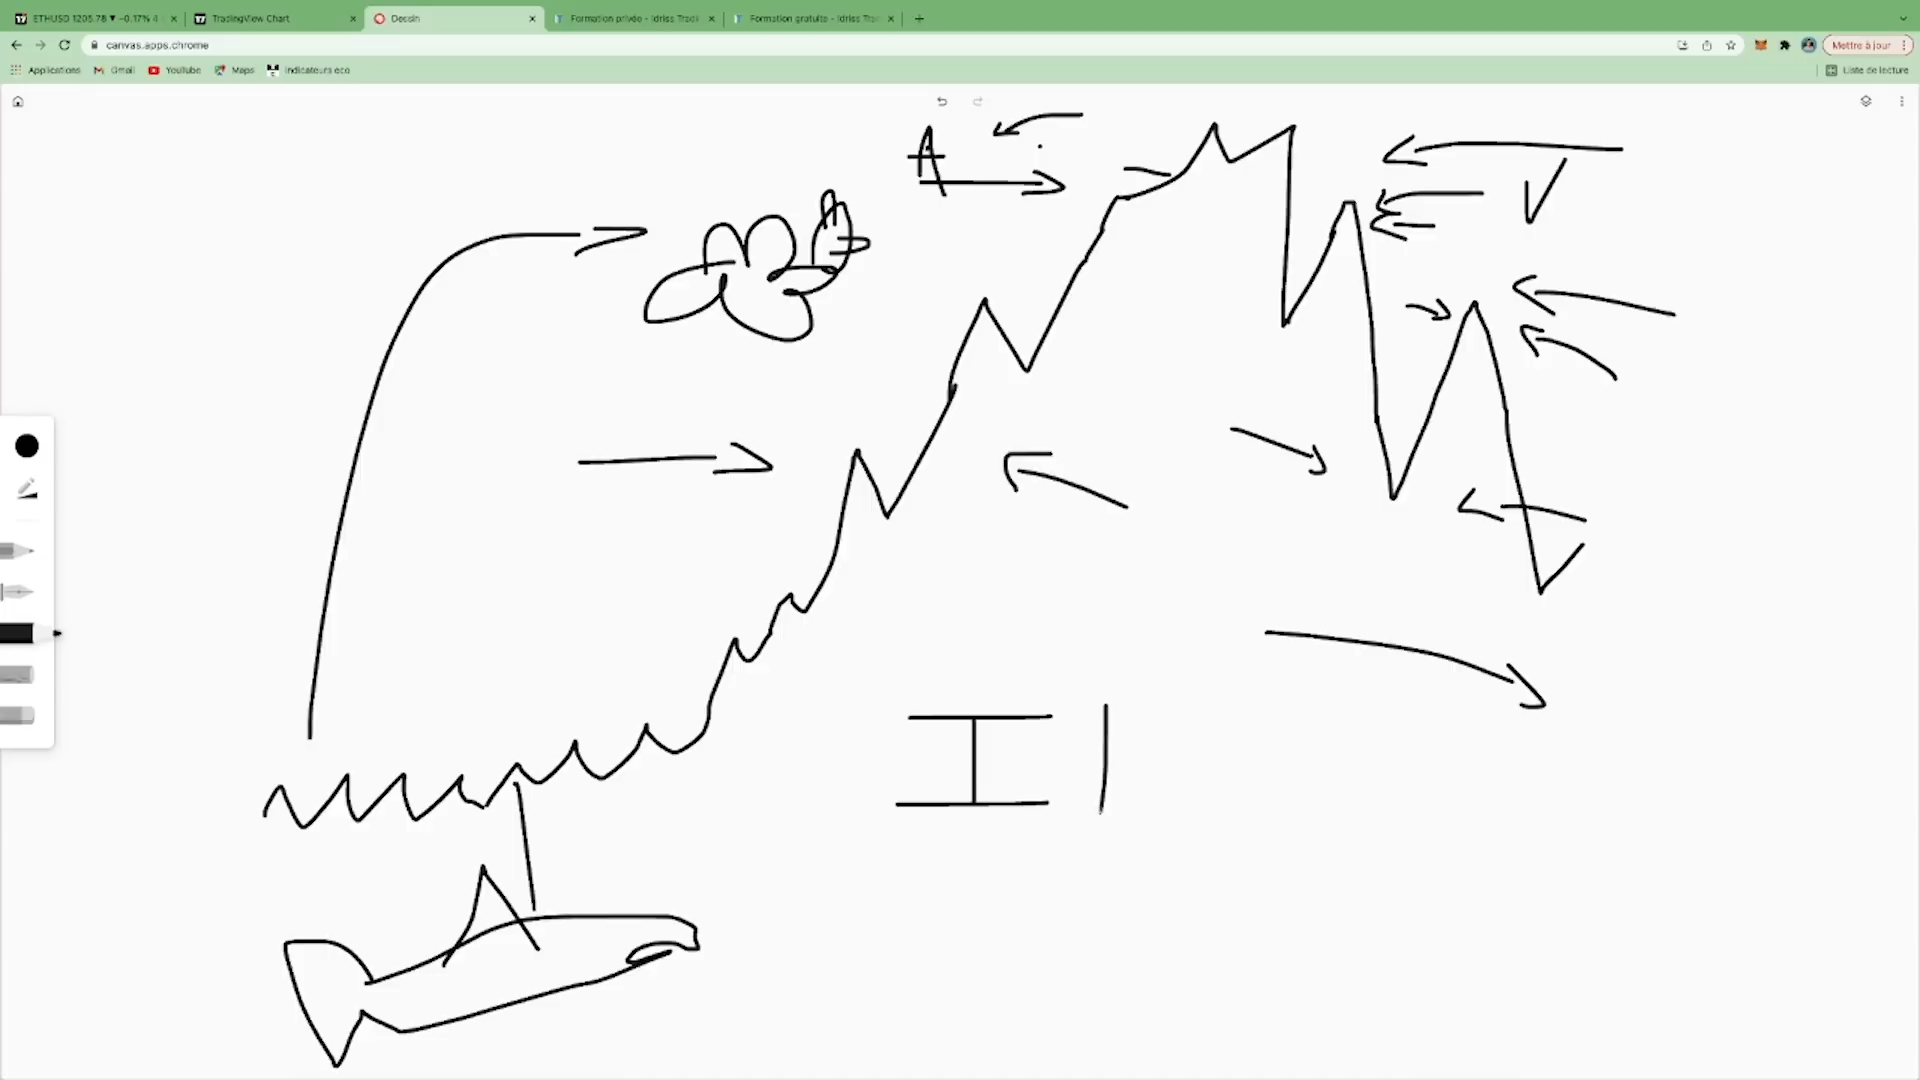 ETHUSD 1205.78 ▼ -0.17%
TradingView Chart
Dessin
Formation privée - Idriss Tradi
Formation gratuite - Idriss Trac
canvas.apps.chrome
Mettre à jour
Applications
Gmail
YouTube
Maps
Indicateurs eco
Liste de lecture
A
V
I |